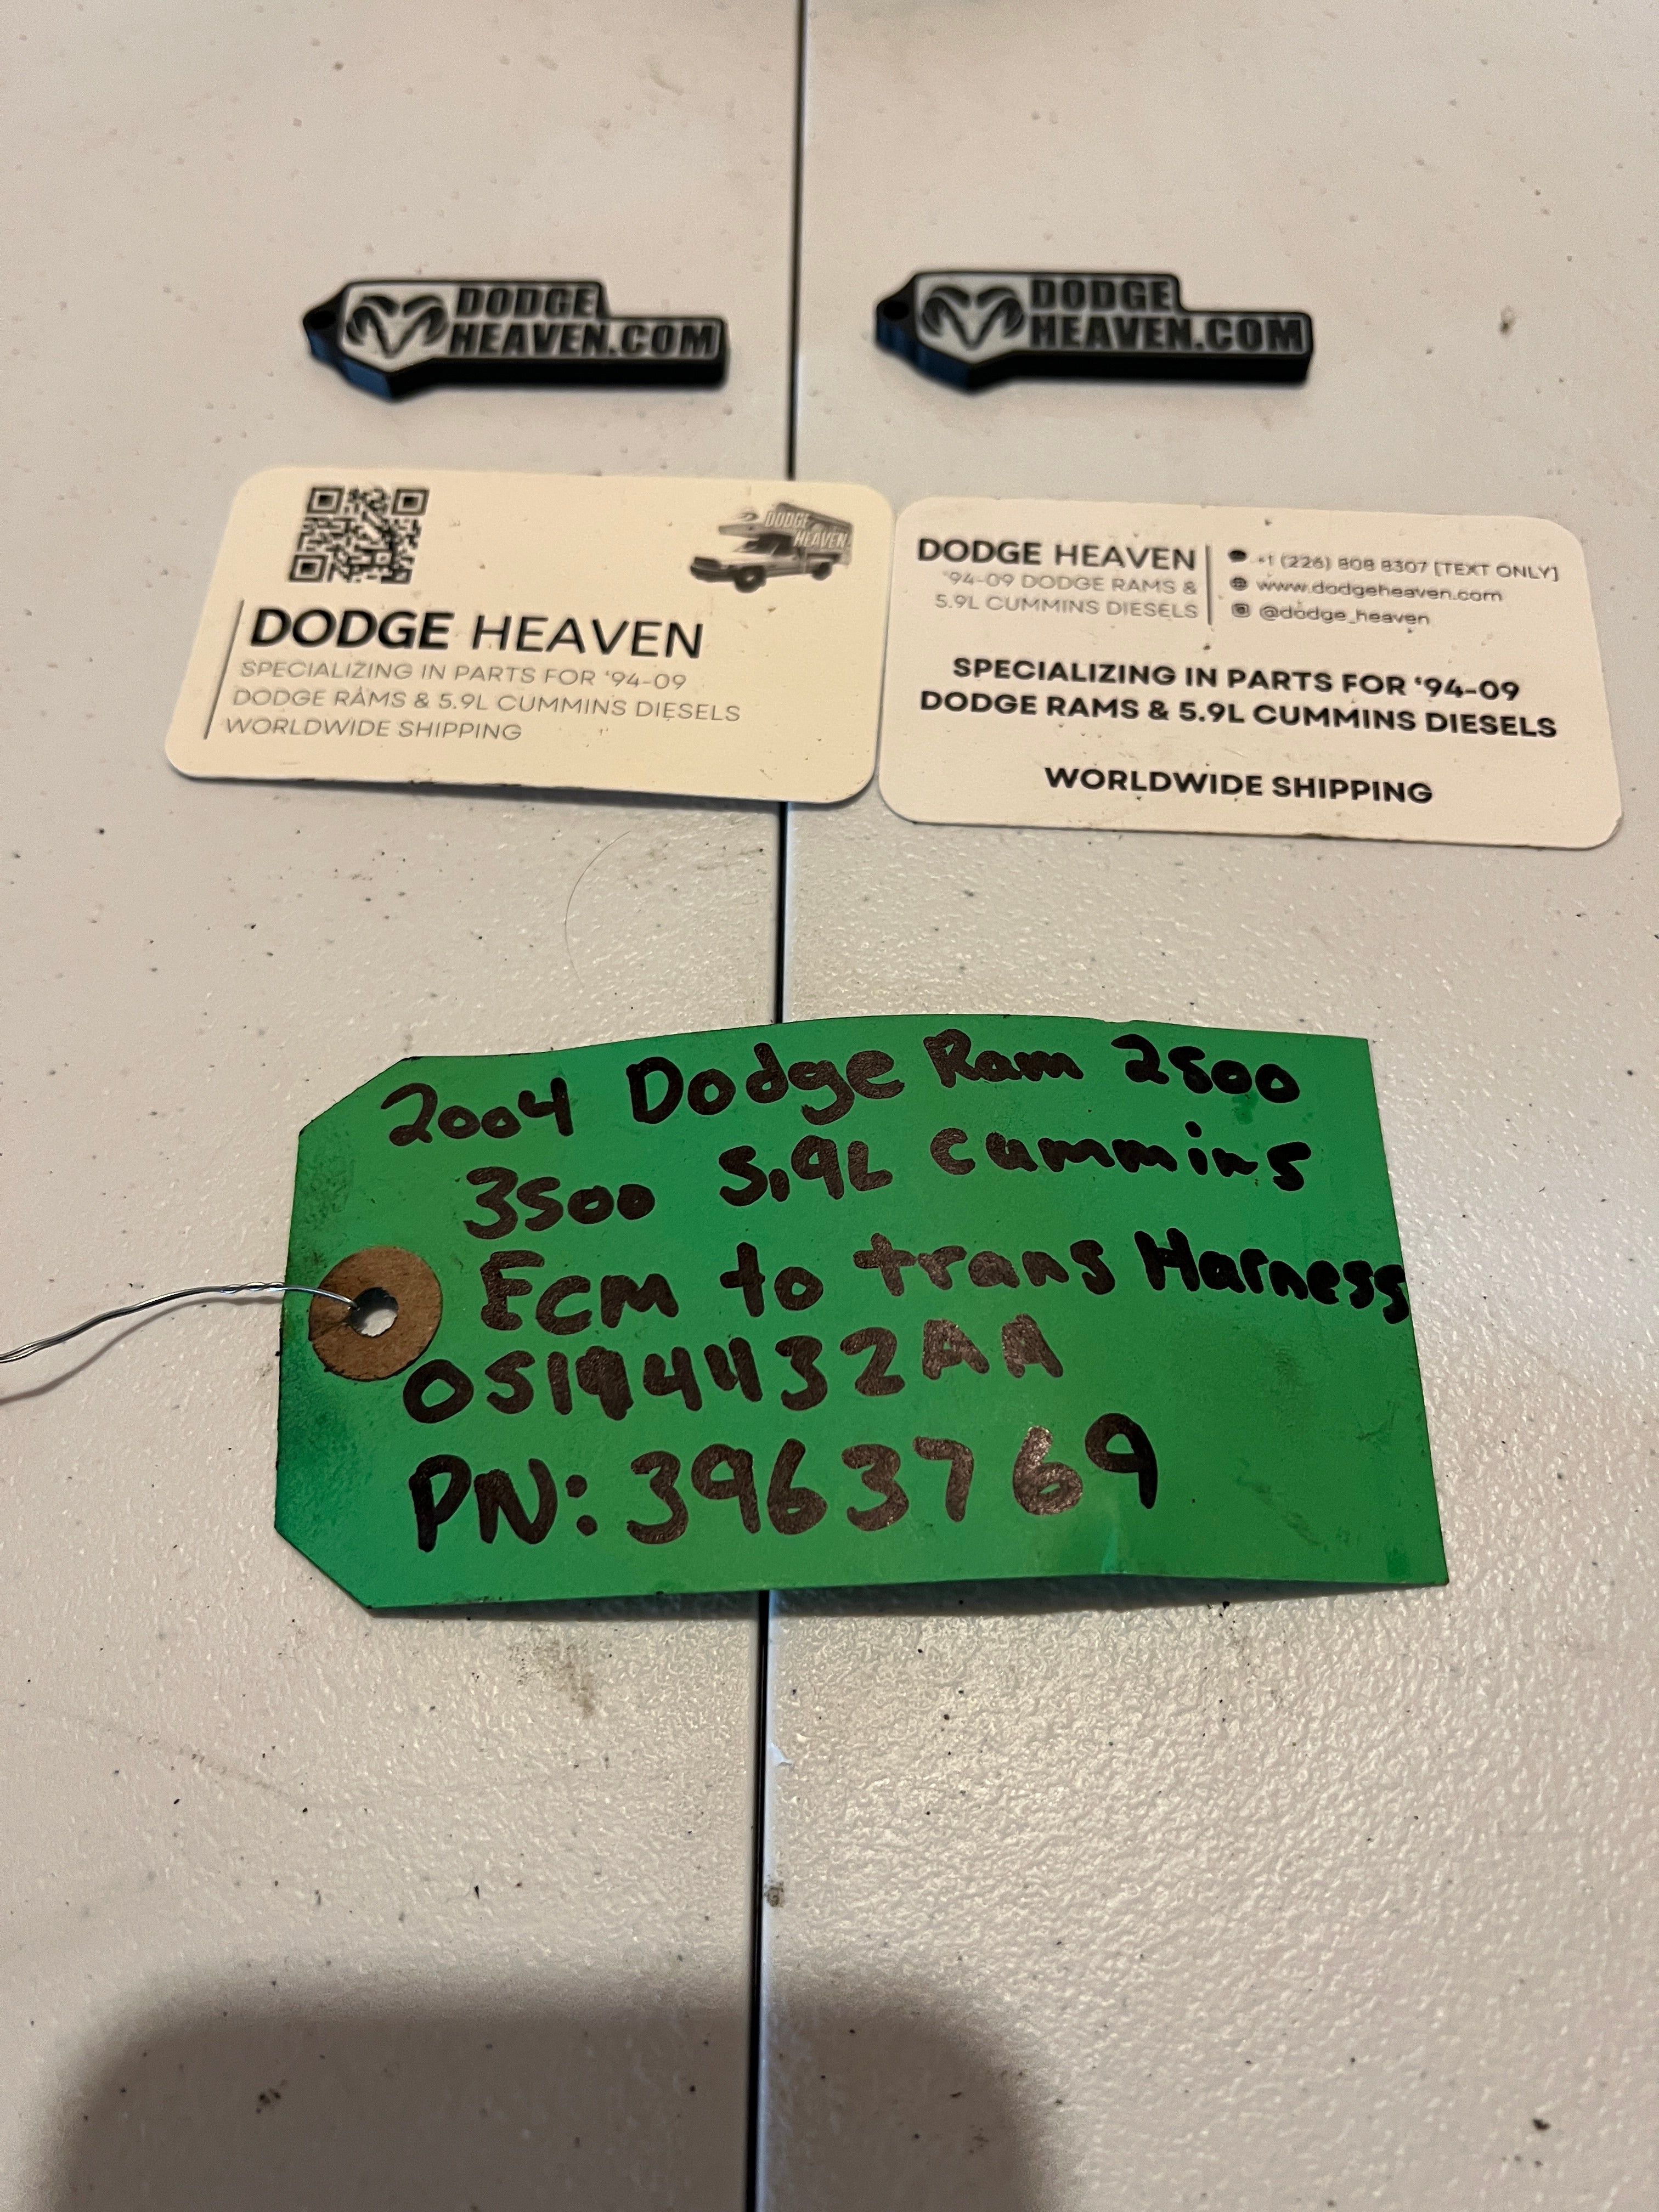 DODGE
HEAVEN.COM
DODGE
HEAVEN.COM
DODGE
HEAVEN
DODGE HEAVEN
SPECIALIZING IN PARTS FOR '94-09
DODGE RAMS & 5.9L CUMMINS DIESELS
WORLDWIDE SHIPPING
DODGE HEAVEN
'94-09 DODGE RAMS &
5.9L CUMMINS DIESELS
+1 (226) 808 8307 [TEXT ONLY]
www.dodgeheaven.com
@dodge_heaven
SPECIALIZING IN PARTS FOR '94-09
DODGE RAMS & 5.9L CUMMINS DIESELS
WORLDWIDE SHIPPING
2004 Dodge Ram 2500
3500 5.9L Cummins
Ecm to trans Harness
05194432AA
PN: 3963769